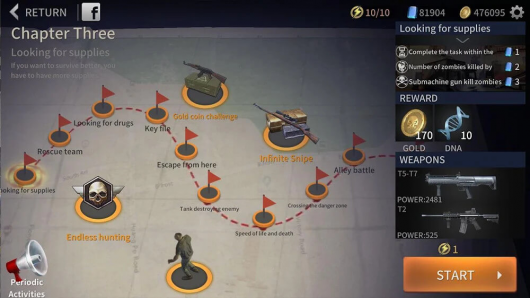 RETURN
f
10/10
81904
476095
Chapter Three
Looking for supplies
If you want to survive better, you
have to have more
Looking for supplies
Complete the task within the 1
Number of zombies killed by 2
Submachine gun kill zombies 3
REWARD
170
10
GOLD
DNA
WEAPONS
T5-T7
POWER:2481
T2
POWER:525
1
START
Gold coin challenge
Looking for drugs
Key file
Rescue team
Escape from here
Infinite Snipe
Alley battle
ooking for supplies
Tank destroying enemy
Crossing the danger zone
Speed of life and death
Endless hunting
Periodic
Activities